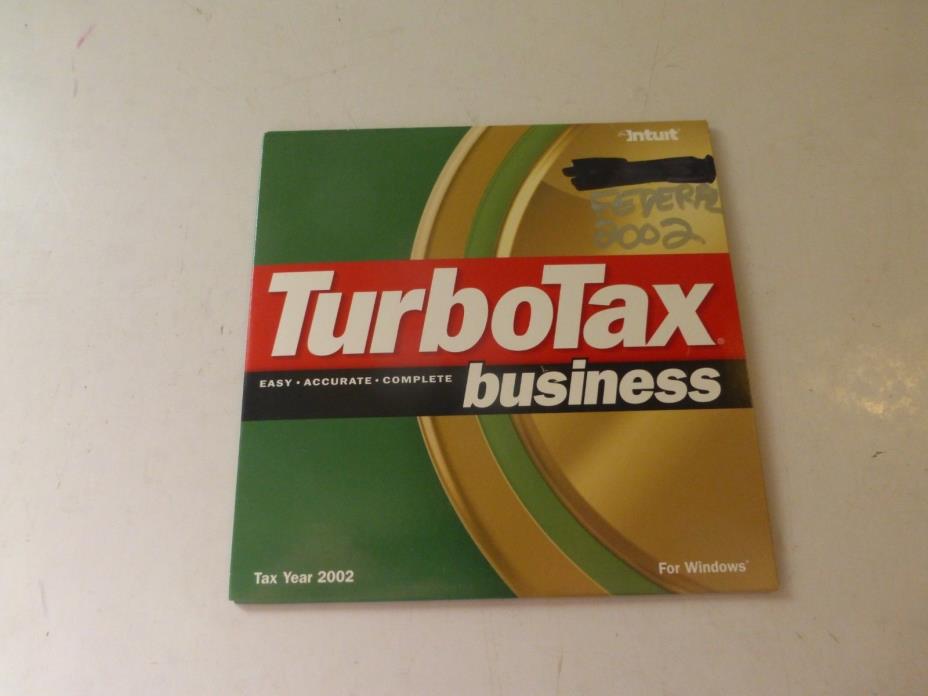 intuit
FEDERAL
2002
TurboTax®
EASY • ACCURATE • COMPLETE
business
Tax Year 2002
For Windows®